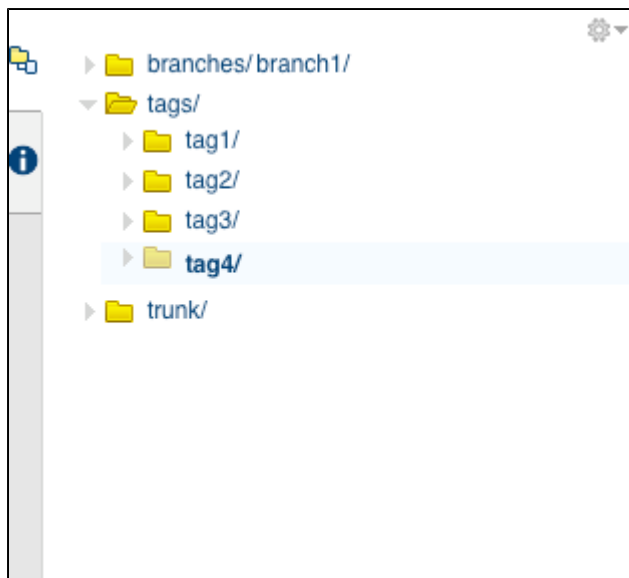 branches/branch1/
tags/
tag1/
tag2/
tag3/
tag4/
trunk/